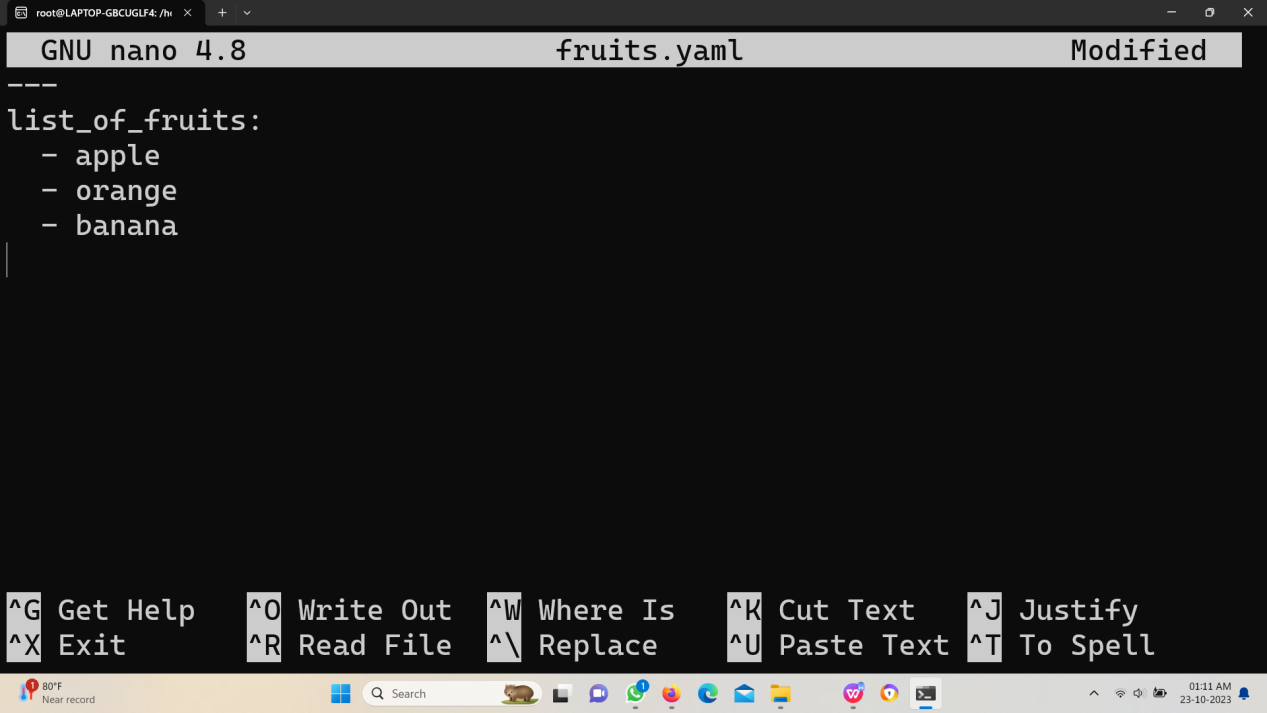 root@LAPTOP-GBCUGLF4: /h
GNU nano 4.8 fruits.yaml Modified
---
list_of_fruits:
  - apple
  - orange
  - banana
^G Get Help ^O Write Out ^W Where Is ^K Cut Text ^J Justify
^X Exit ^R Read File ^\ Replace ^U Paste Text ^T To Spell
1 80°F
Near record
Search
1
01:11 AM
23-10-2023